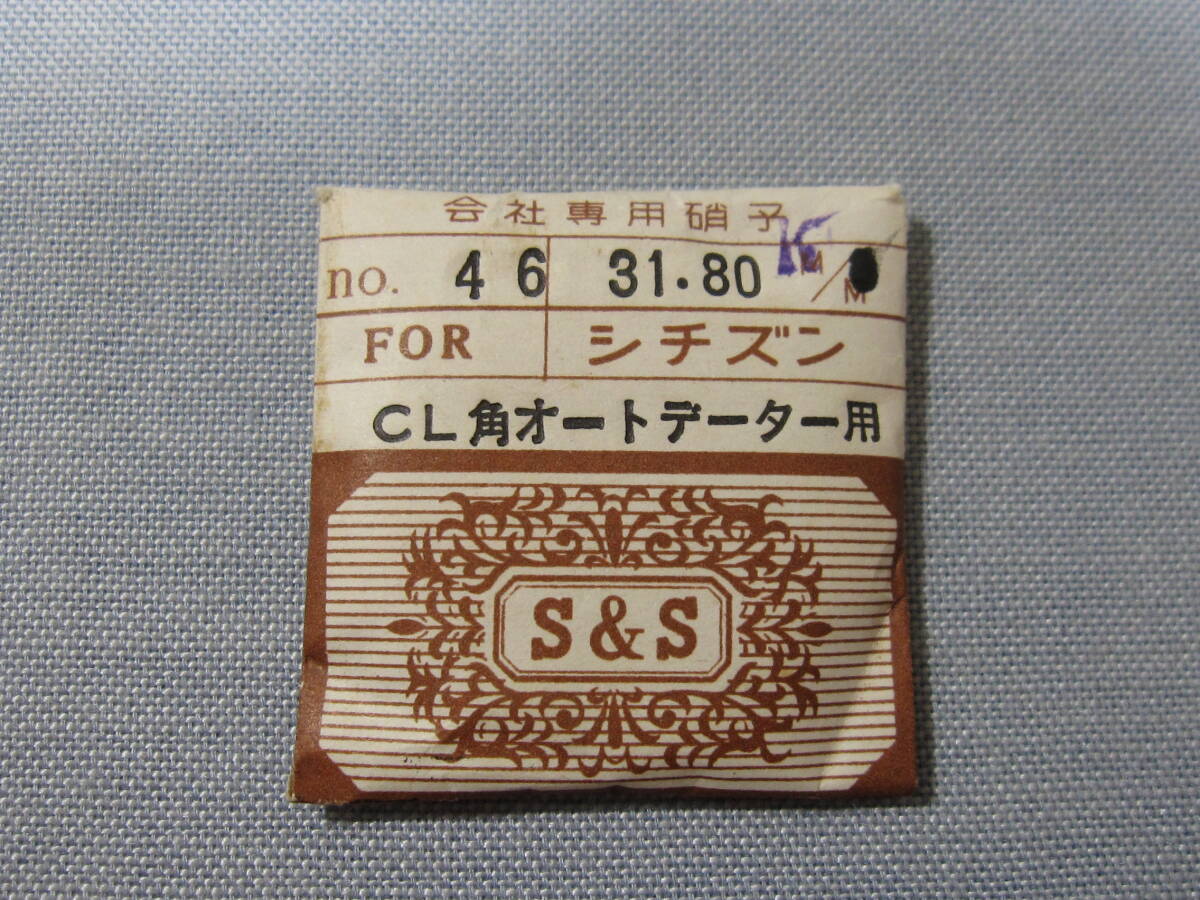 会社専用硝子
no. 46 31.80 K M/M
FOR シチズン
CL角オートデーター用
S&S